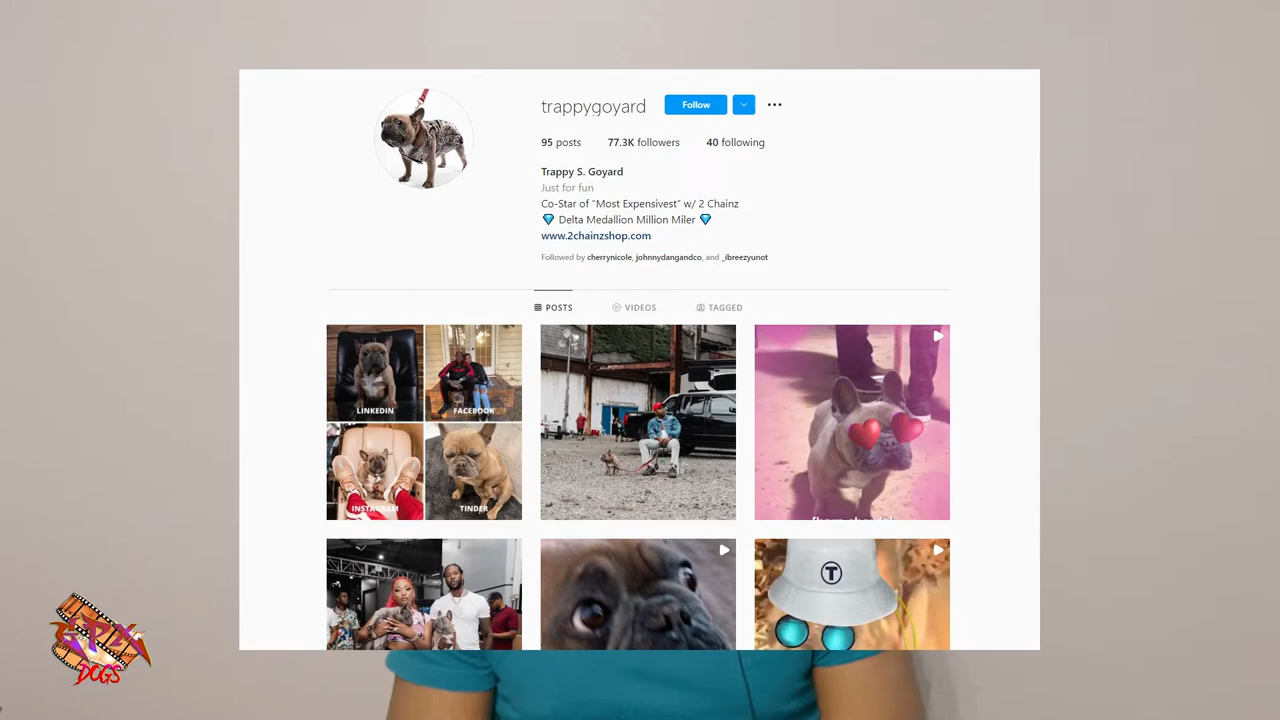 trappygoyard Follow
95 posts 77.3K followers 40 following
Trappy S. Goyard
Just for fun
Co-Star of "Most Expensivest" w/ 2 Chainz
💎 Delta Medallion Million Miler 💎
www.2chainzshop.com
Followed by cherrynicole, johnnydangandco, and _ibreezyunot
POSTS VIDEOS TAGGED
LINKEDIN FACEBOOK
INSTAGRAM TINDER
T
EPIX
DOGS